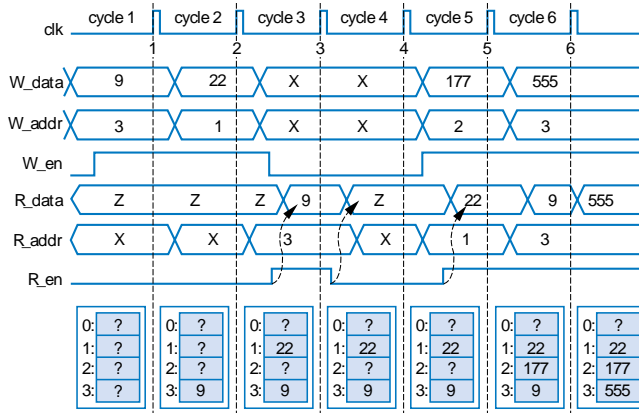 clk cycle 1 cycle 2 cycle 3 cycle 4 cycle 5 cycle 6
1 2 3 4 5 6
W_data 9 22 X X 177 555
W_addr 3 1 X X 2 3
W_en
R_data Z Z Z 9 Z 22 9 555
R_addr X X 3 X 1 3
R_en
0: ? 0: ? 0: ? 0: ? 0: ? 0: ? 0: ?
1: ? 1: ? 1: 22 1: 22 1: 22 1: 22 1: 22
2: ? 2: ? 2: ? 2: ? 2: ? 2: 177 2: 177
3: ? 3: 9 3: 9 3: 9 3: 9 3: 9 3: 555